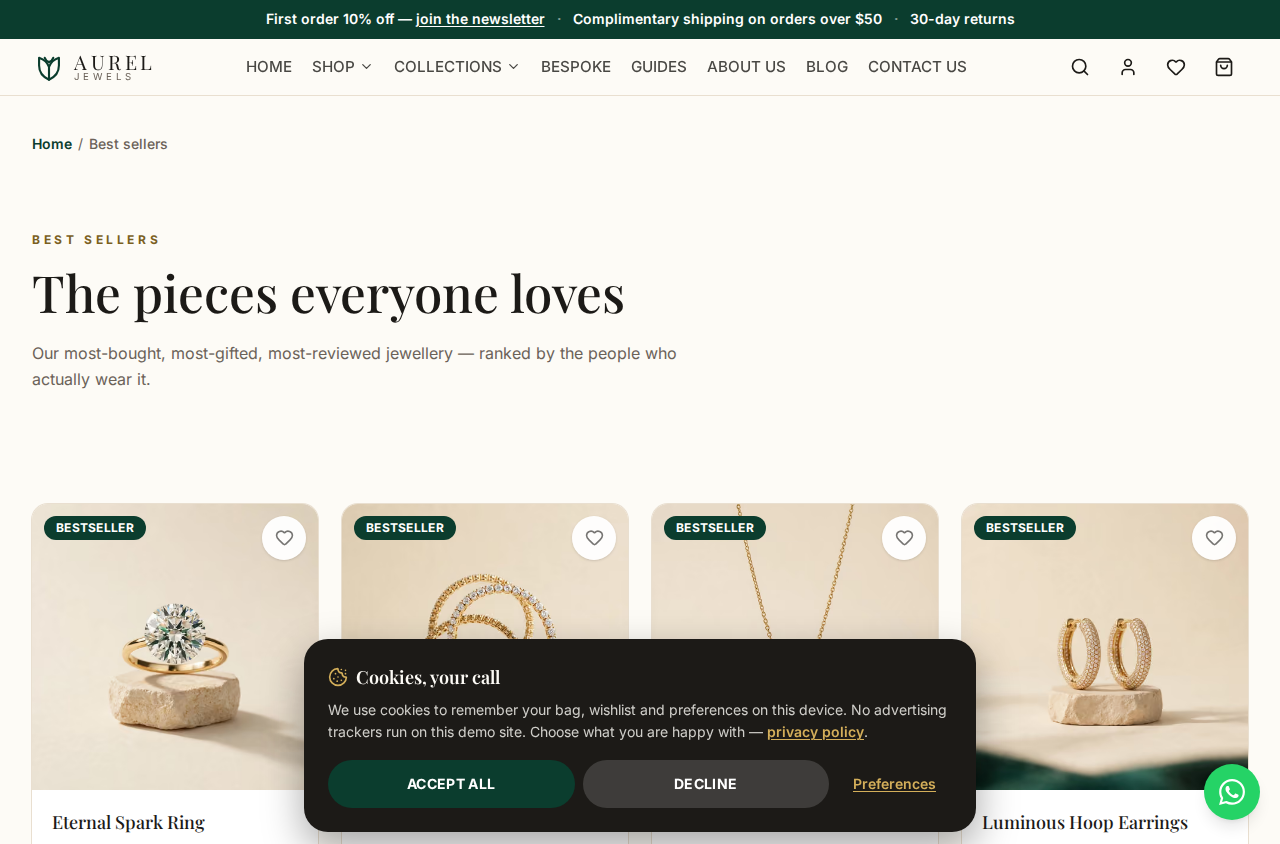 First order 10% off — join the newsletter · Complimentary shipping on orders over $50 · 30-day returns
AUREL
JEWELS
HOME SHOP COLLECTIONS BESPOKE GUIDES ABOUT US BLOG CONTACT US
Home / Best sellers
BEST SELLERS
The pieces everyone loves
Our most-bought, most-gifted, most-reviewed jewellery — ranked by the people who
actually wear it.
BESTSELLER
BESTSELLER
BESTSELLER
BESTSELLER
Cookies, your call
We use cookies to remember your bag, wishlist and preferences on this device. No advertising
trackers run on this demo site. Choose what you are happy with — privacy policy.
ACCEPT ALL
DECLINE
Preferences
Eternal Spark Ring
Luminous Hoop Earrings